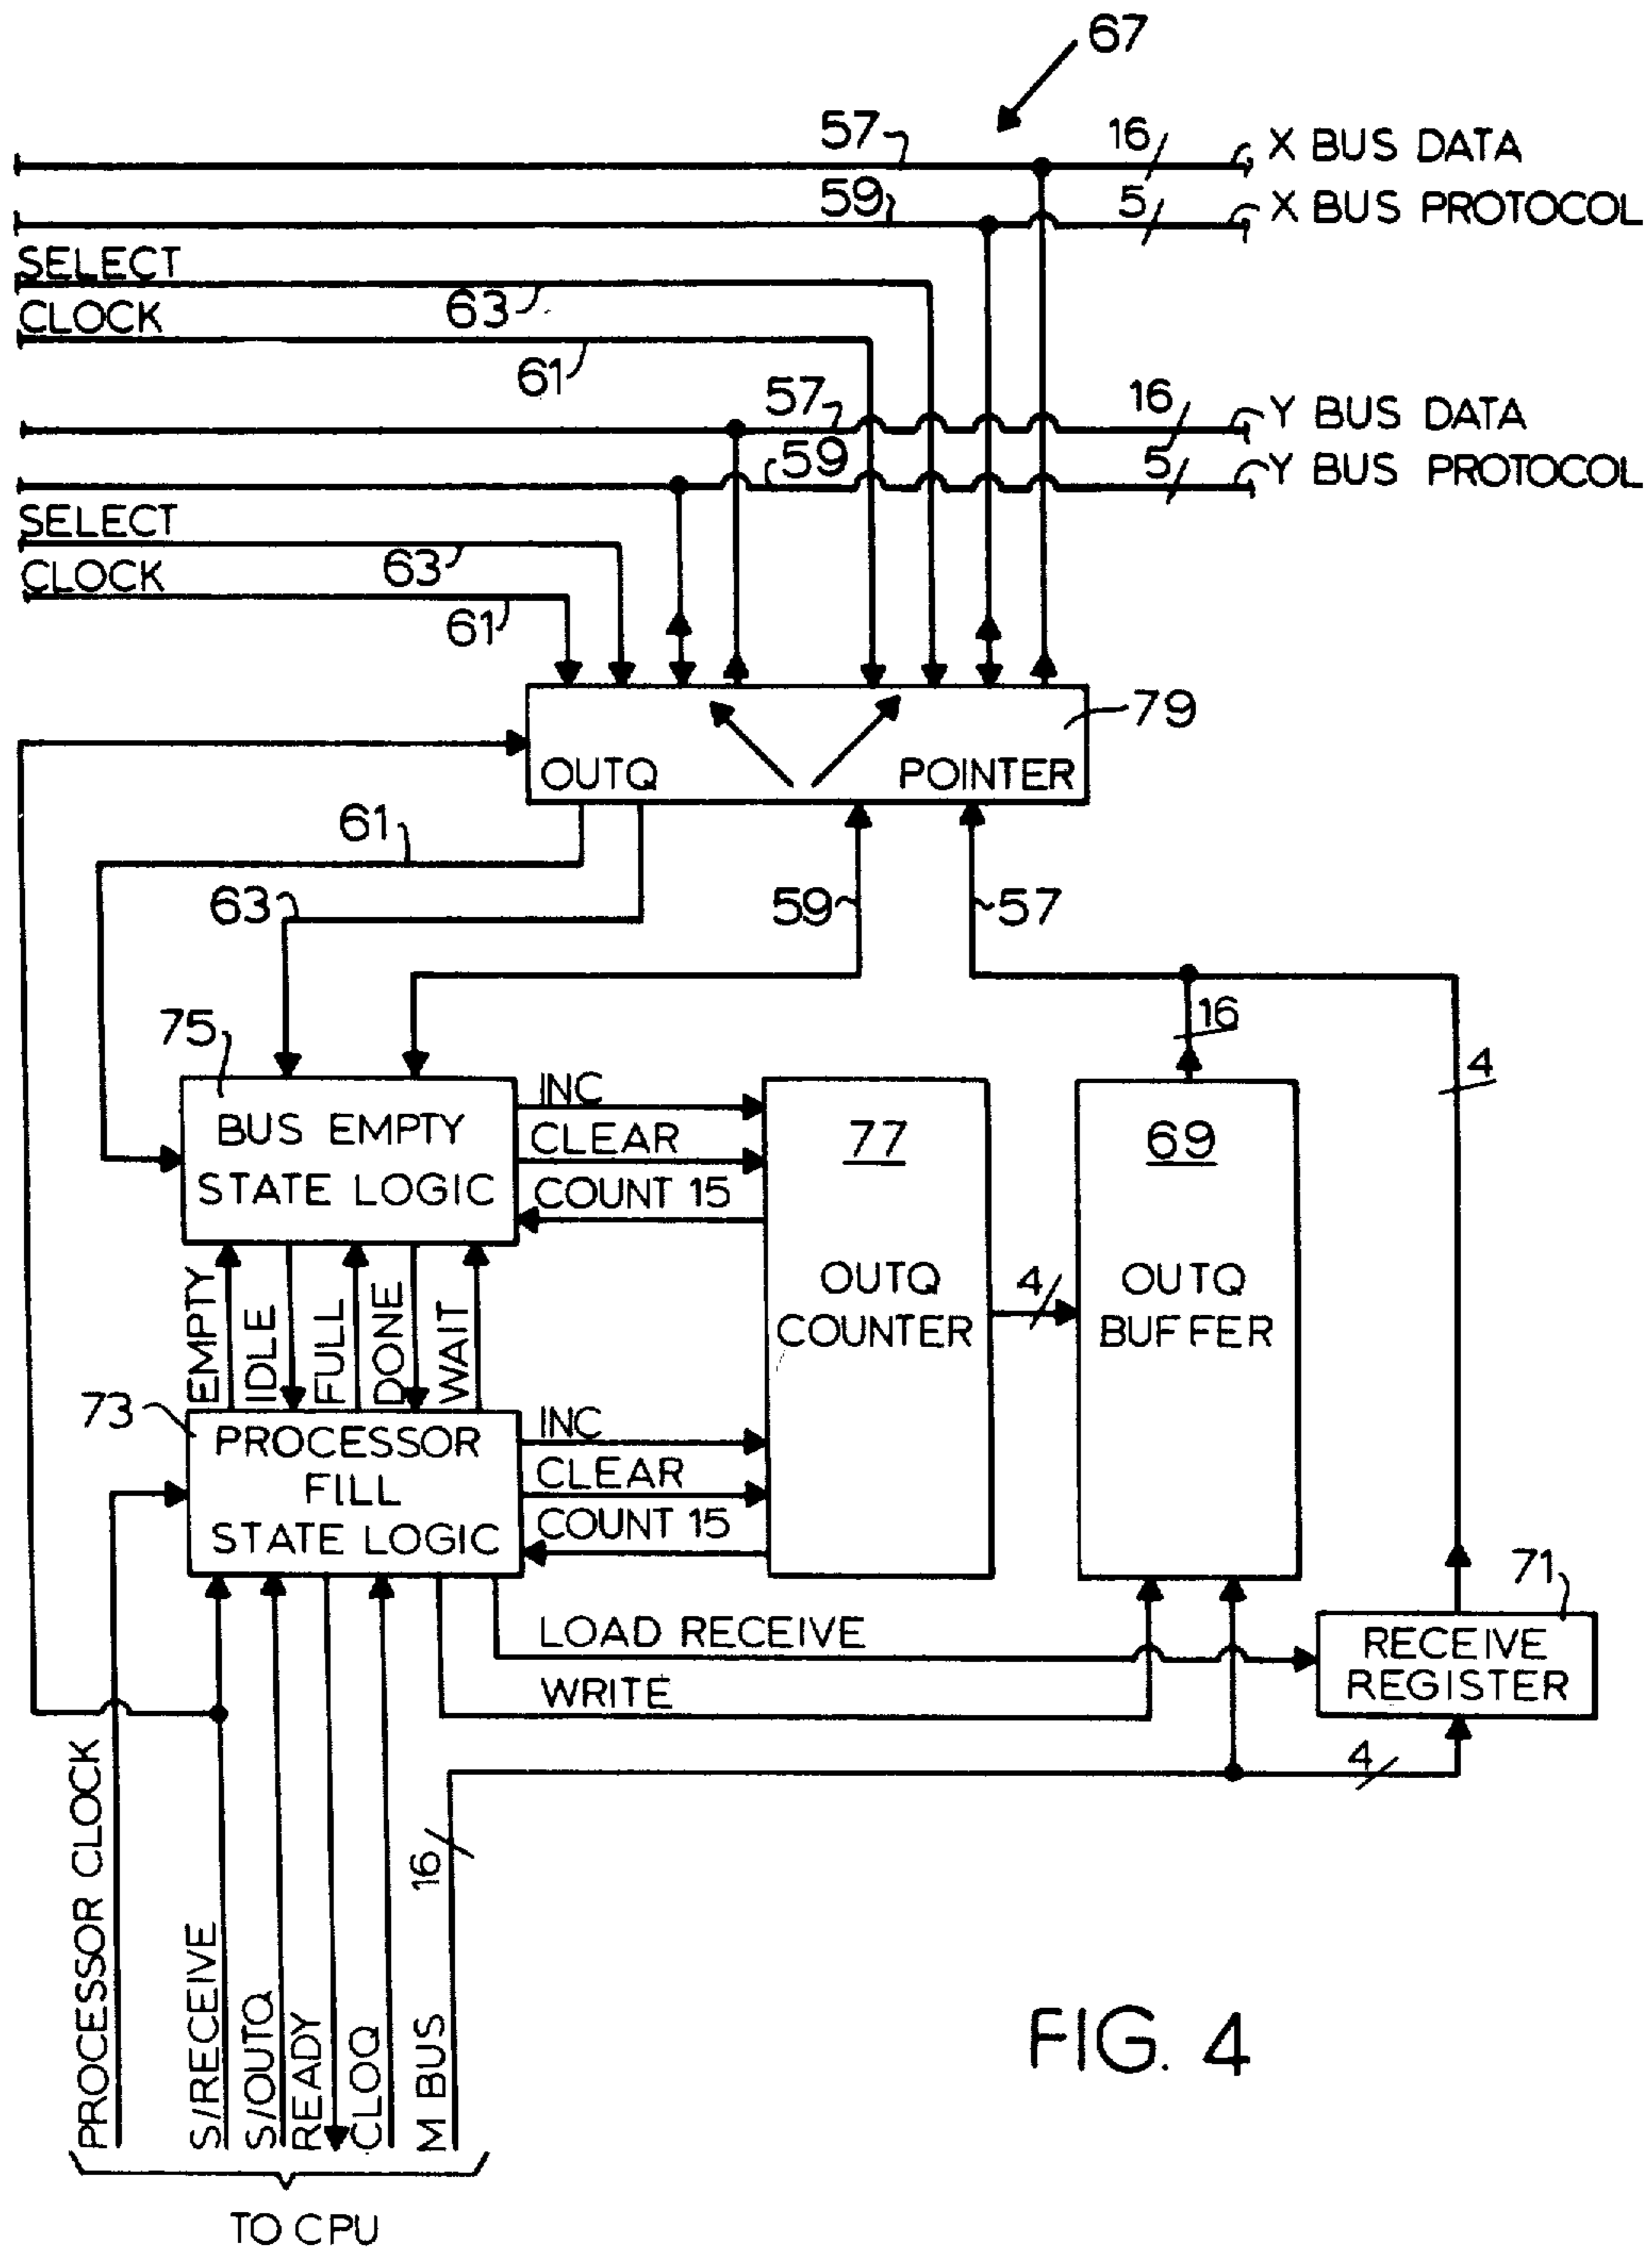 67
57
16
X BUS DATA
59
5
X BUS PROTOCOL
SELECT
63
CLOCK
61
57
16
Y BUS DATA
59
5
Y BUS PROTOCOL
SELECT
63
CLOCK
61
79
OUTQ POINTER
61
63
59
57
16
4
75
BUS EMPTY
STATE LOGIC
INC
CLEAR
COUNT 15
77
OUTQ
COUNTER
4
69
OUTQ
BUFFER
EMPTY
IDLE
FULL
DONE
WAIT
73
PROCESSOR
FILL
STATE LOGIC
INC
CLEAR
COUNT 15
71
RECEIVE
REGISTER
LOAD RECEIVE
WRITE
4
16
PROCESSOR CLOCK
S/RECEIVE
S/OUTQ
READY
CLOQ
M BUS
TO CPU
FIG. 4